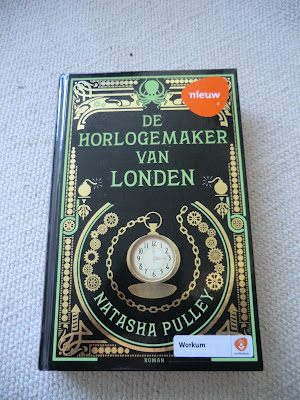 nieuw
DE
HORLOGEMAKER
VAN
LONDEN
NATASHA PULLEY
Workum
ROMAN